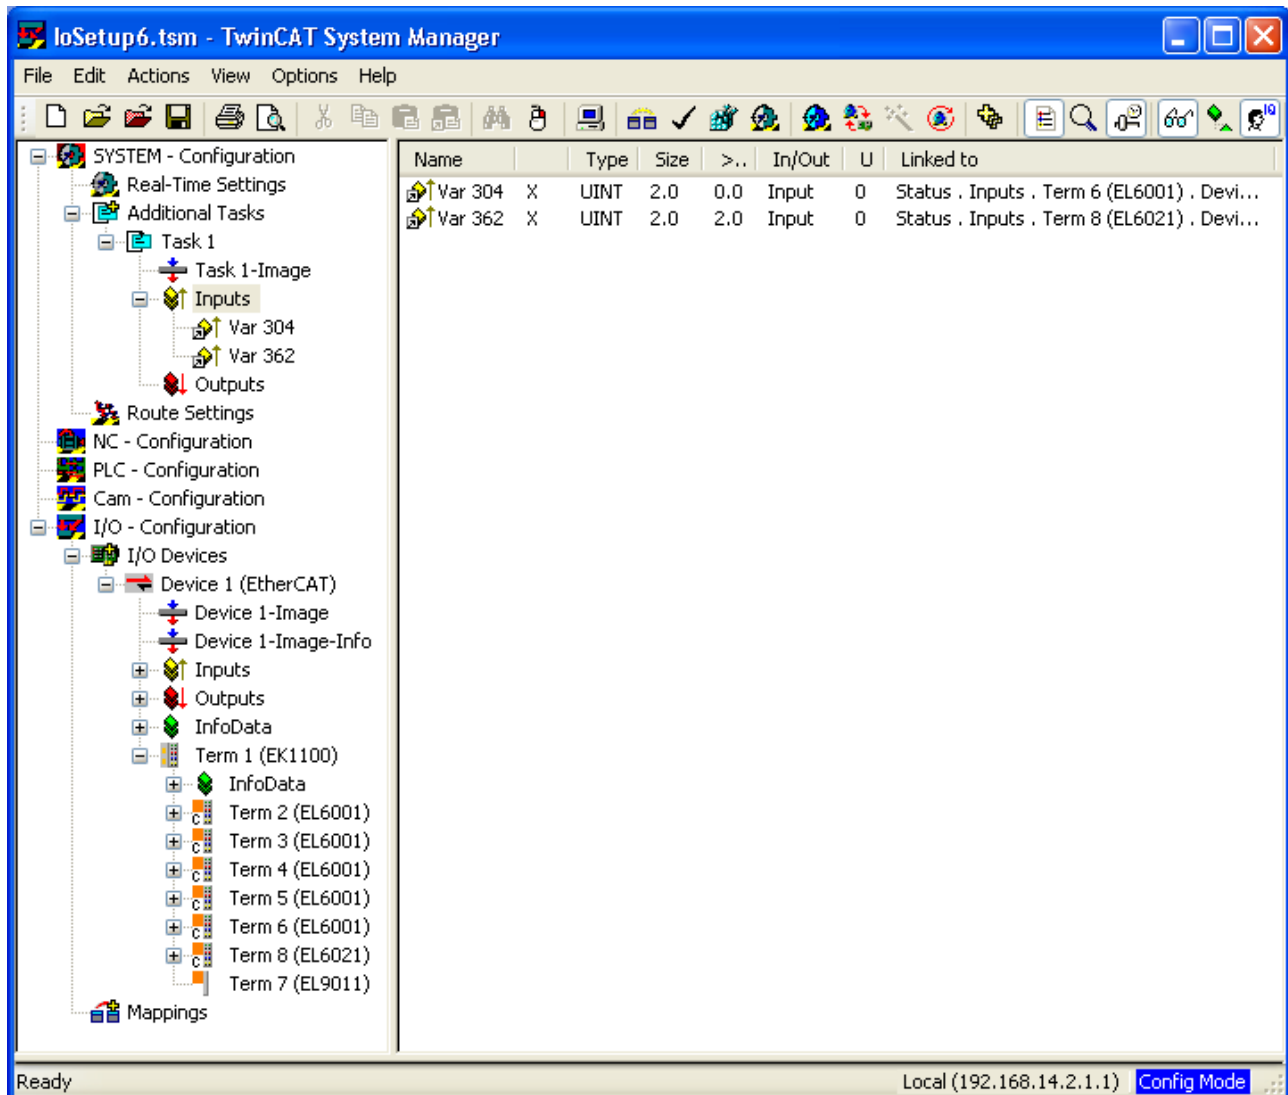 IoSetup6.tsm - TwinCAT System Manager
File Edit Actions View Options Help
SYSTEM - Configuration
Real-Time Settings
Additional Tasks
Task 1
Task 1-Image
Inputs
Var 304
Var 362
Outputs
Route Settings
NC - Configuration
PLC - Configuration
Cam - Configuration
I/O - Configuration
I/O Devices
Device 1 (EtherCAT)
Device 1-Image
Device 1-Image-Info
Inputs
Outputs
InfoData
Term 1 (EK1100)
InfoData
Term 2 (EL6001)
Term 3 (EL6001)
Term 4 (EL6001)
Term 5 (EL6001)
Term 6 (EL6001)
Term 8 (EL6021)
Term 7 (EL9011)
Mappings
Name Type Size >.. In/Out U Linked to
Var 304 X UINT 2.0 0.0 Input 0 Status . Inputs . Term 6 (EL6001) . Devi...
Var 362 X UINT 2.0 2.0 Input 0 Status . Inputs . Term 8 (EL6021) . Devi...
Ready Local (192.168.14.2.1.1) Config Mode